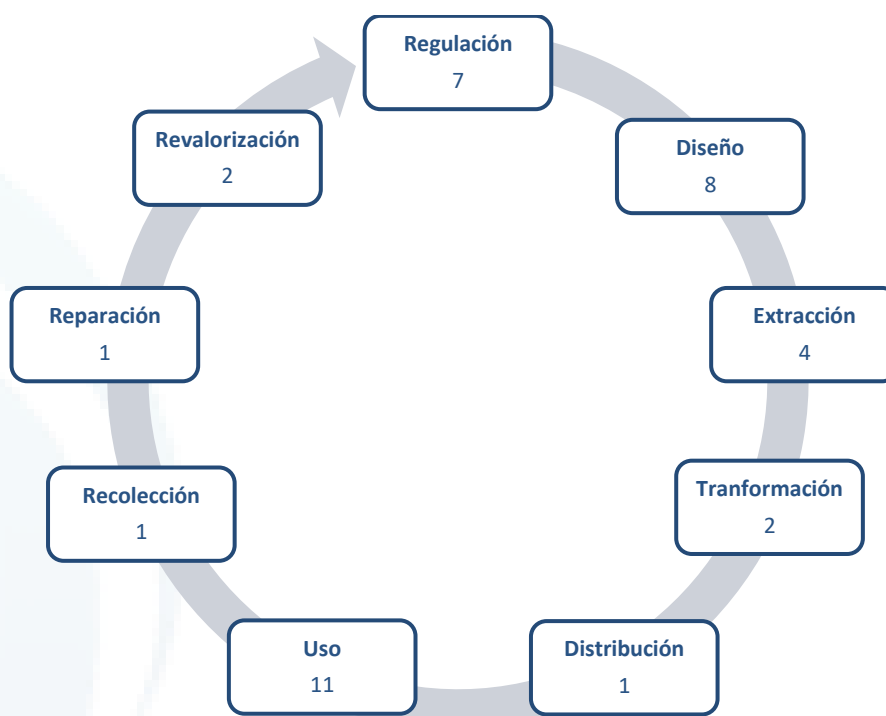 Regulación
7
Diseño
8
Extracción
4
Tranformación
2
Distribución
1
Uso
11
Recolección
1
Reparación
1
Revalorización
2